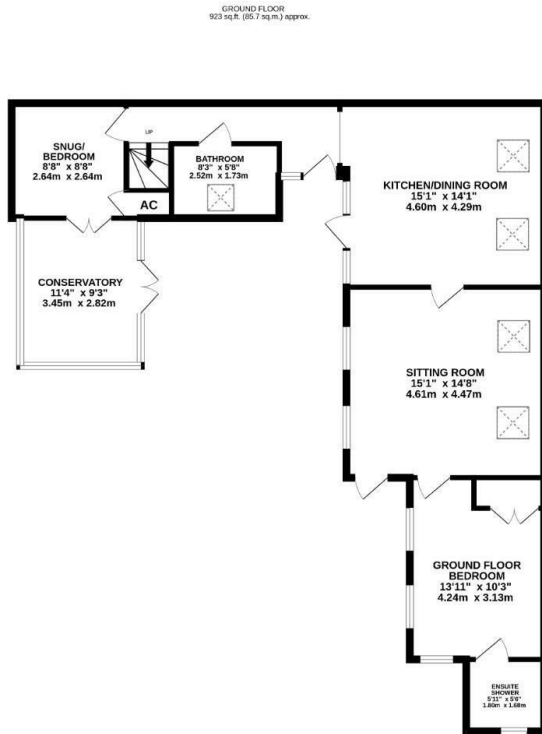 GROUND FLOOR
923 sq.ft. (85.7 sq.m.) approx.
SNUG/
BEDROOM
8'8" x 8'8"
2.64m x 2.64m
UP
BATHROOM
8'3" x 5'8"
2.52m x 1.73m
AC
KITCHEN/DINING ROOM
15'1" x 14'1"
4.60m x 4.29m
CONSERVATORY
11'4" x 9'3"
3.45m x 2.82m
SITTING ROOM
15'1" x 14'8"
4.61m x 4.47m
GROUND FLOOR
BEDROOM
13'11" x 10'3"
4.24m x 3.13m
ENSUITE
SHOWER
5'11" x 5'6"
1.80m x 1.68m